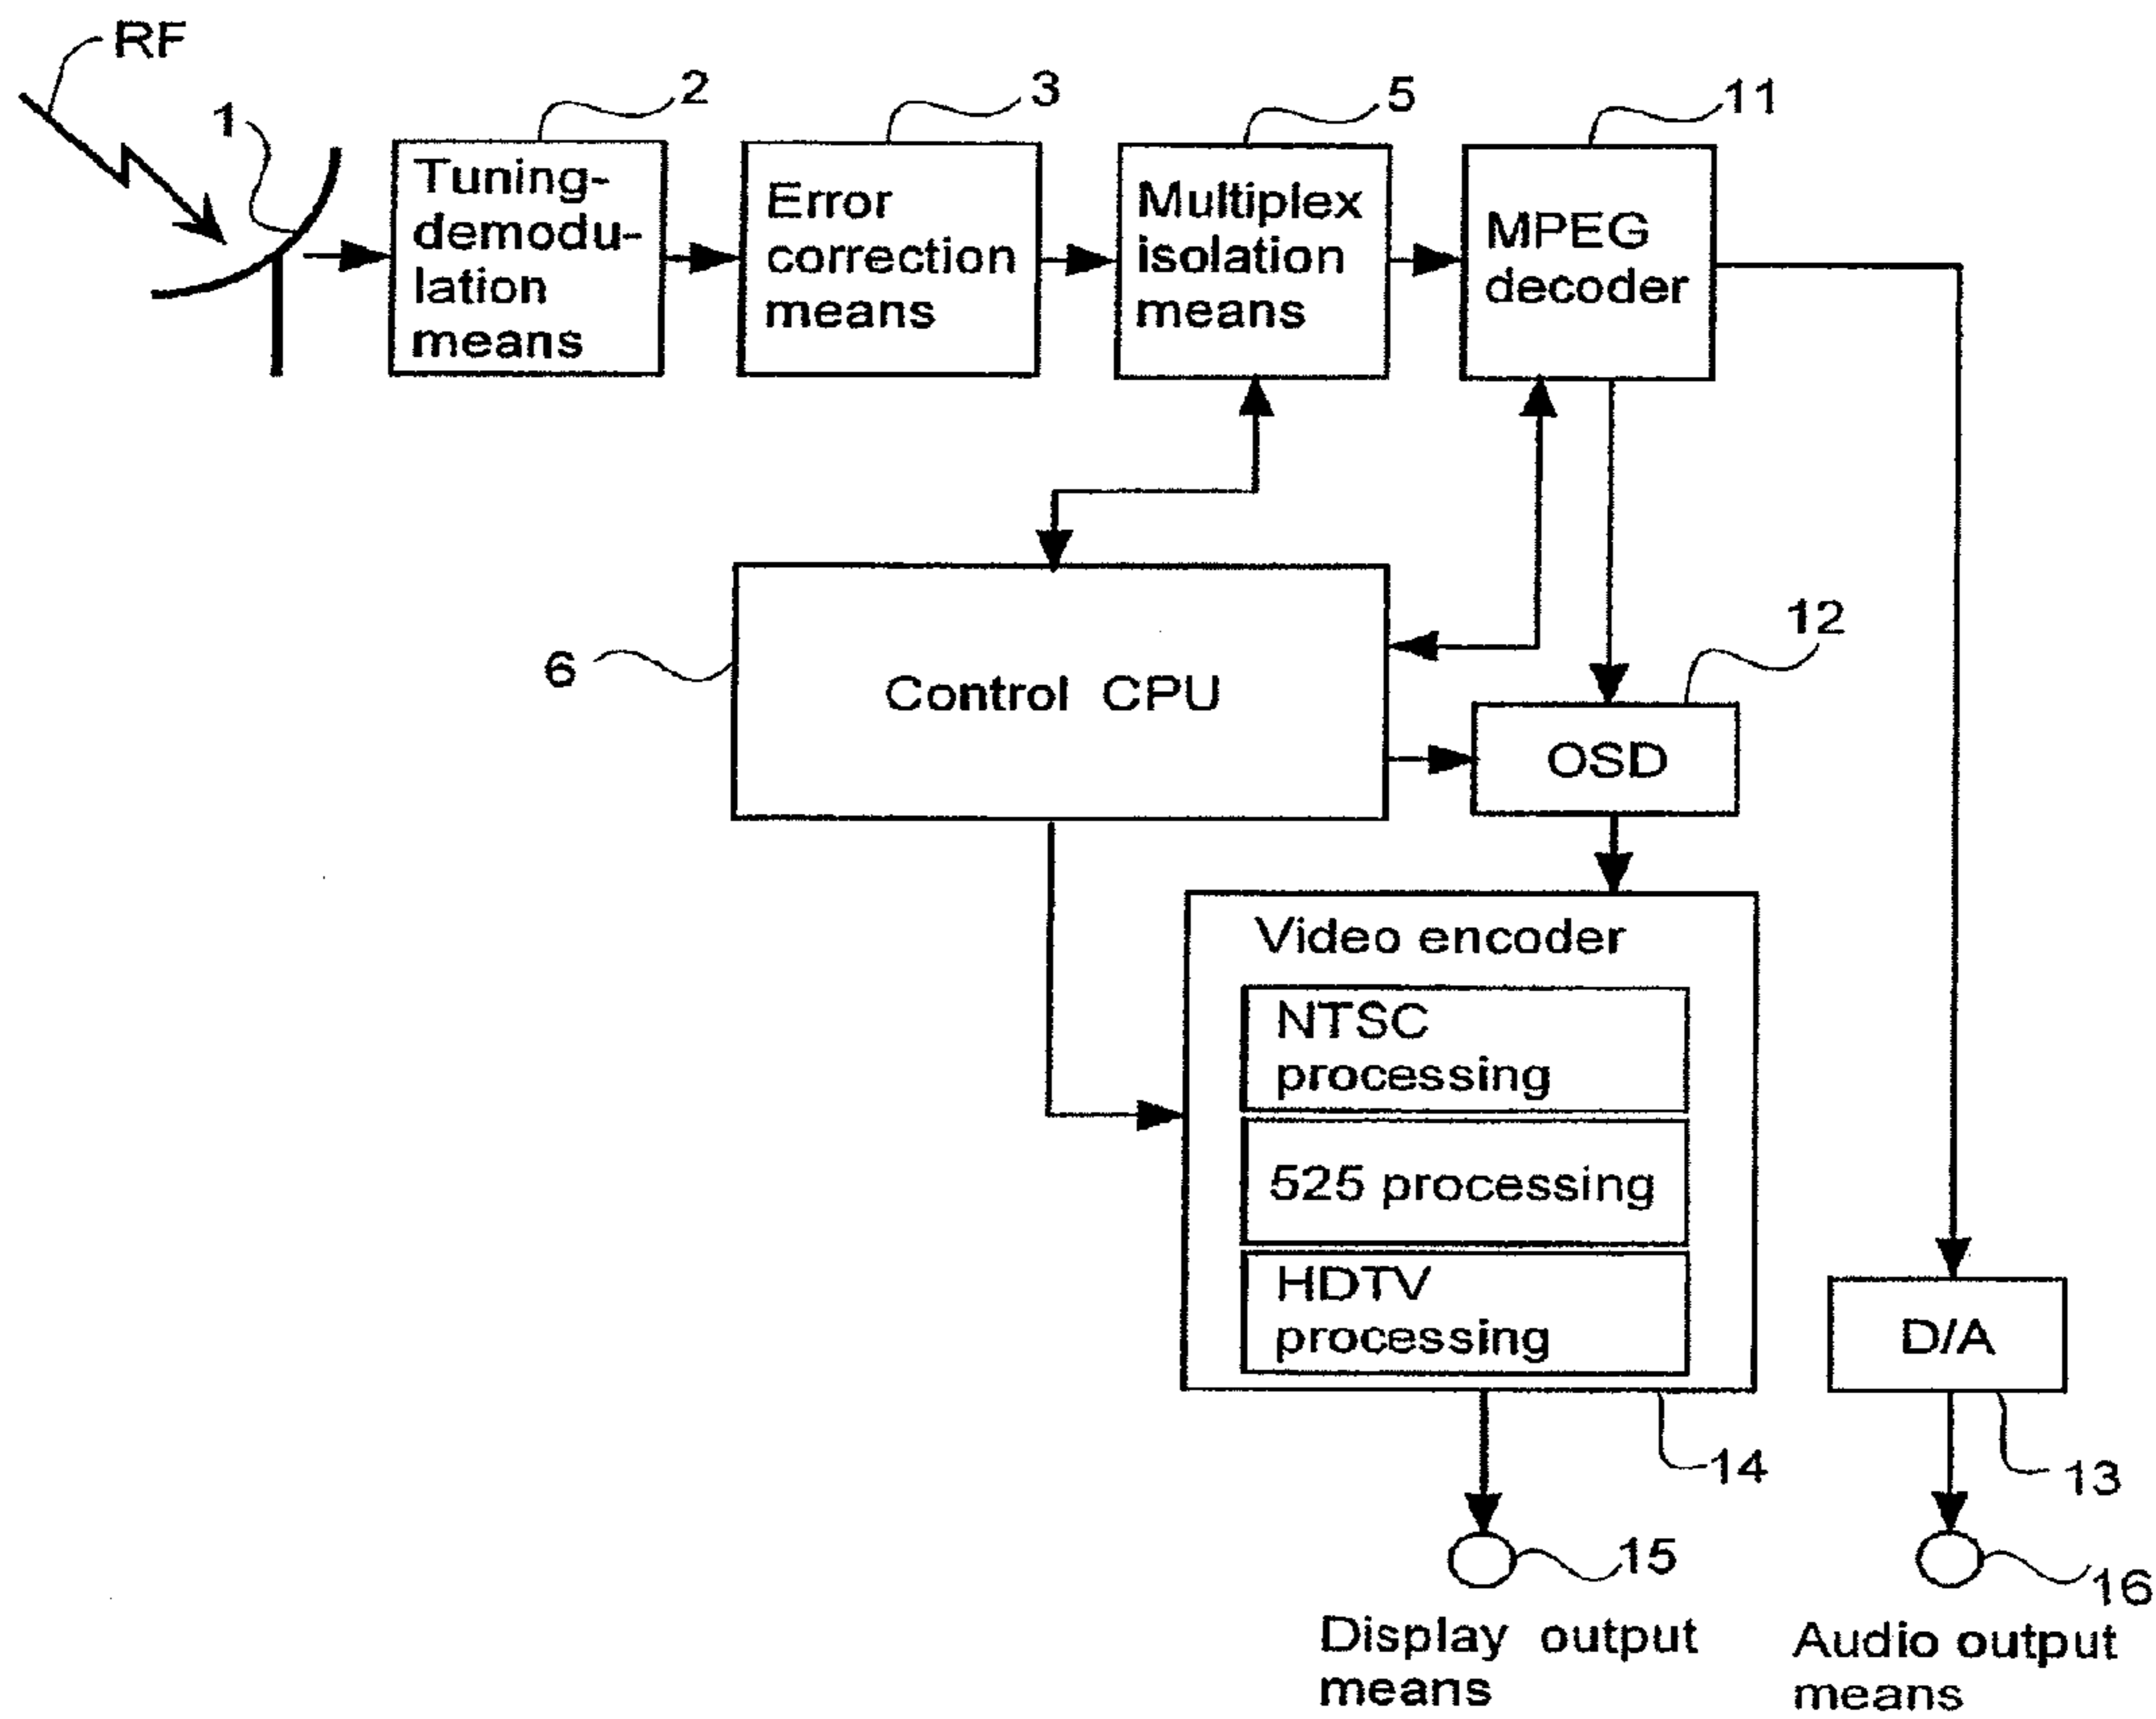 RF
1
2
3
5
11
Tuning-
demodu-
lation
means
Error
correction
means
Multiplex
isolation
means
MPEG
decoder
6
Control CPU
12
OSD
Video encoder
NTSC
processing
525 processing
HDTV
processing
D/A
14
13
15
16
Display output
means
Audio output
means